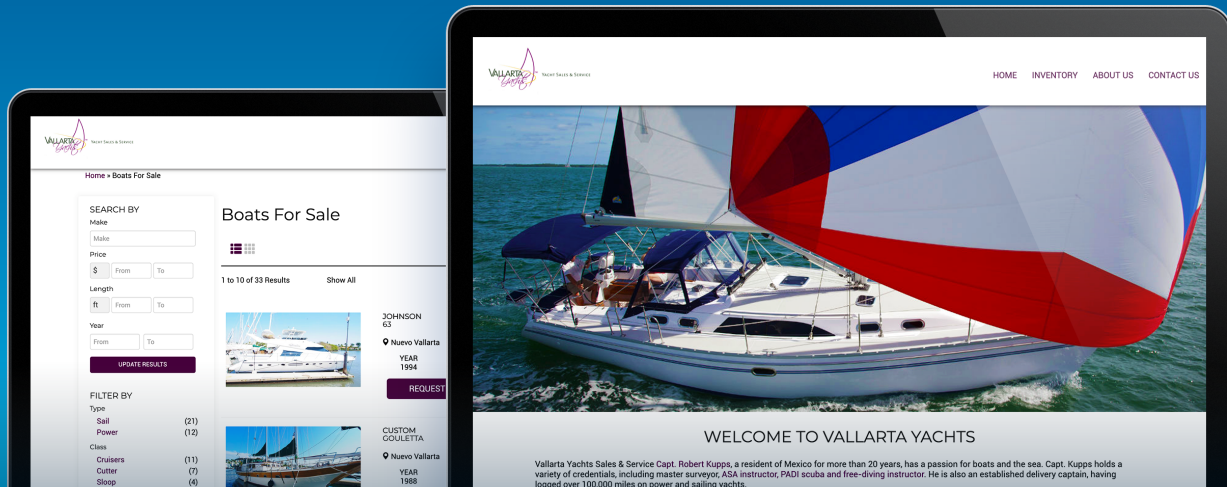 VALLARTA
Yachts
YACHT SALES & SERVICE
Home » Boats For Sale
SEARCH BY
Make
Make
Price
$ From To
Length
ft From To
Year
From To
UPDATE RESULTS
FILTER BY
Type
Sail (21)
Power (12)
Class
Cruisers (11)
Cutter (7)
Sloop (4)
Boats For Sale
1 to 10 of 33 Results Show All
JOHNSON
63
Nuevo Vallarta
YEAR
1994
REQUEST
CUSTOM
GOULETTA
Nuevo Vallarta
YEAR
1988
VALLARTA
Yachts
YACHT SALES & SERVICE
HOME INVENTORY ABOUT US CONTACT US
WELCOME TO VALLARTA YACHTS
Vallarta Yachts Sales & Service Capt. Robert Kupps, a resident of Mexico for more than 20 years, has a passion for boats and the sea. Capt. Kupps holds a
variety of credentials, including master surveyor, ASA instructor, PADI scuba and free-diving instructor. He is also an established delivery captain, having
logged over 100,000 miles on power and sailing yachts.